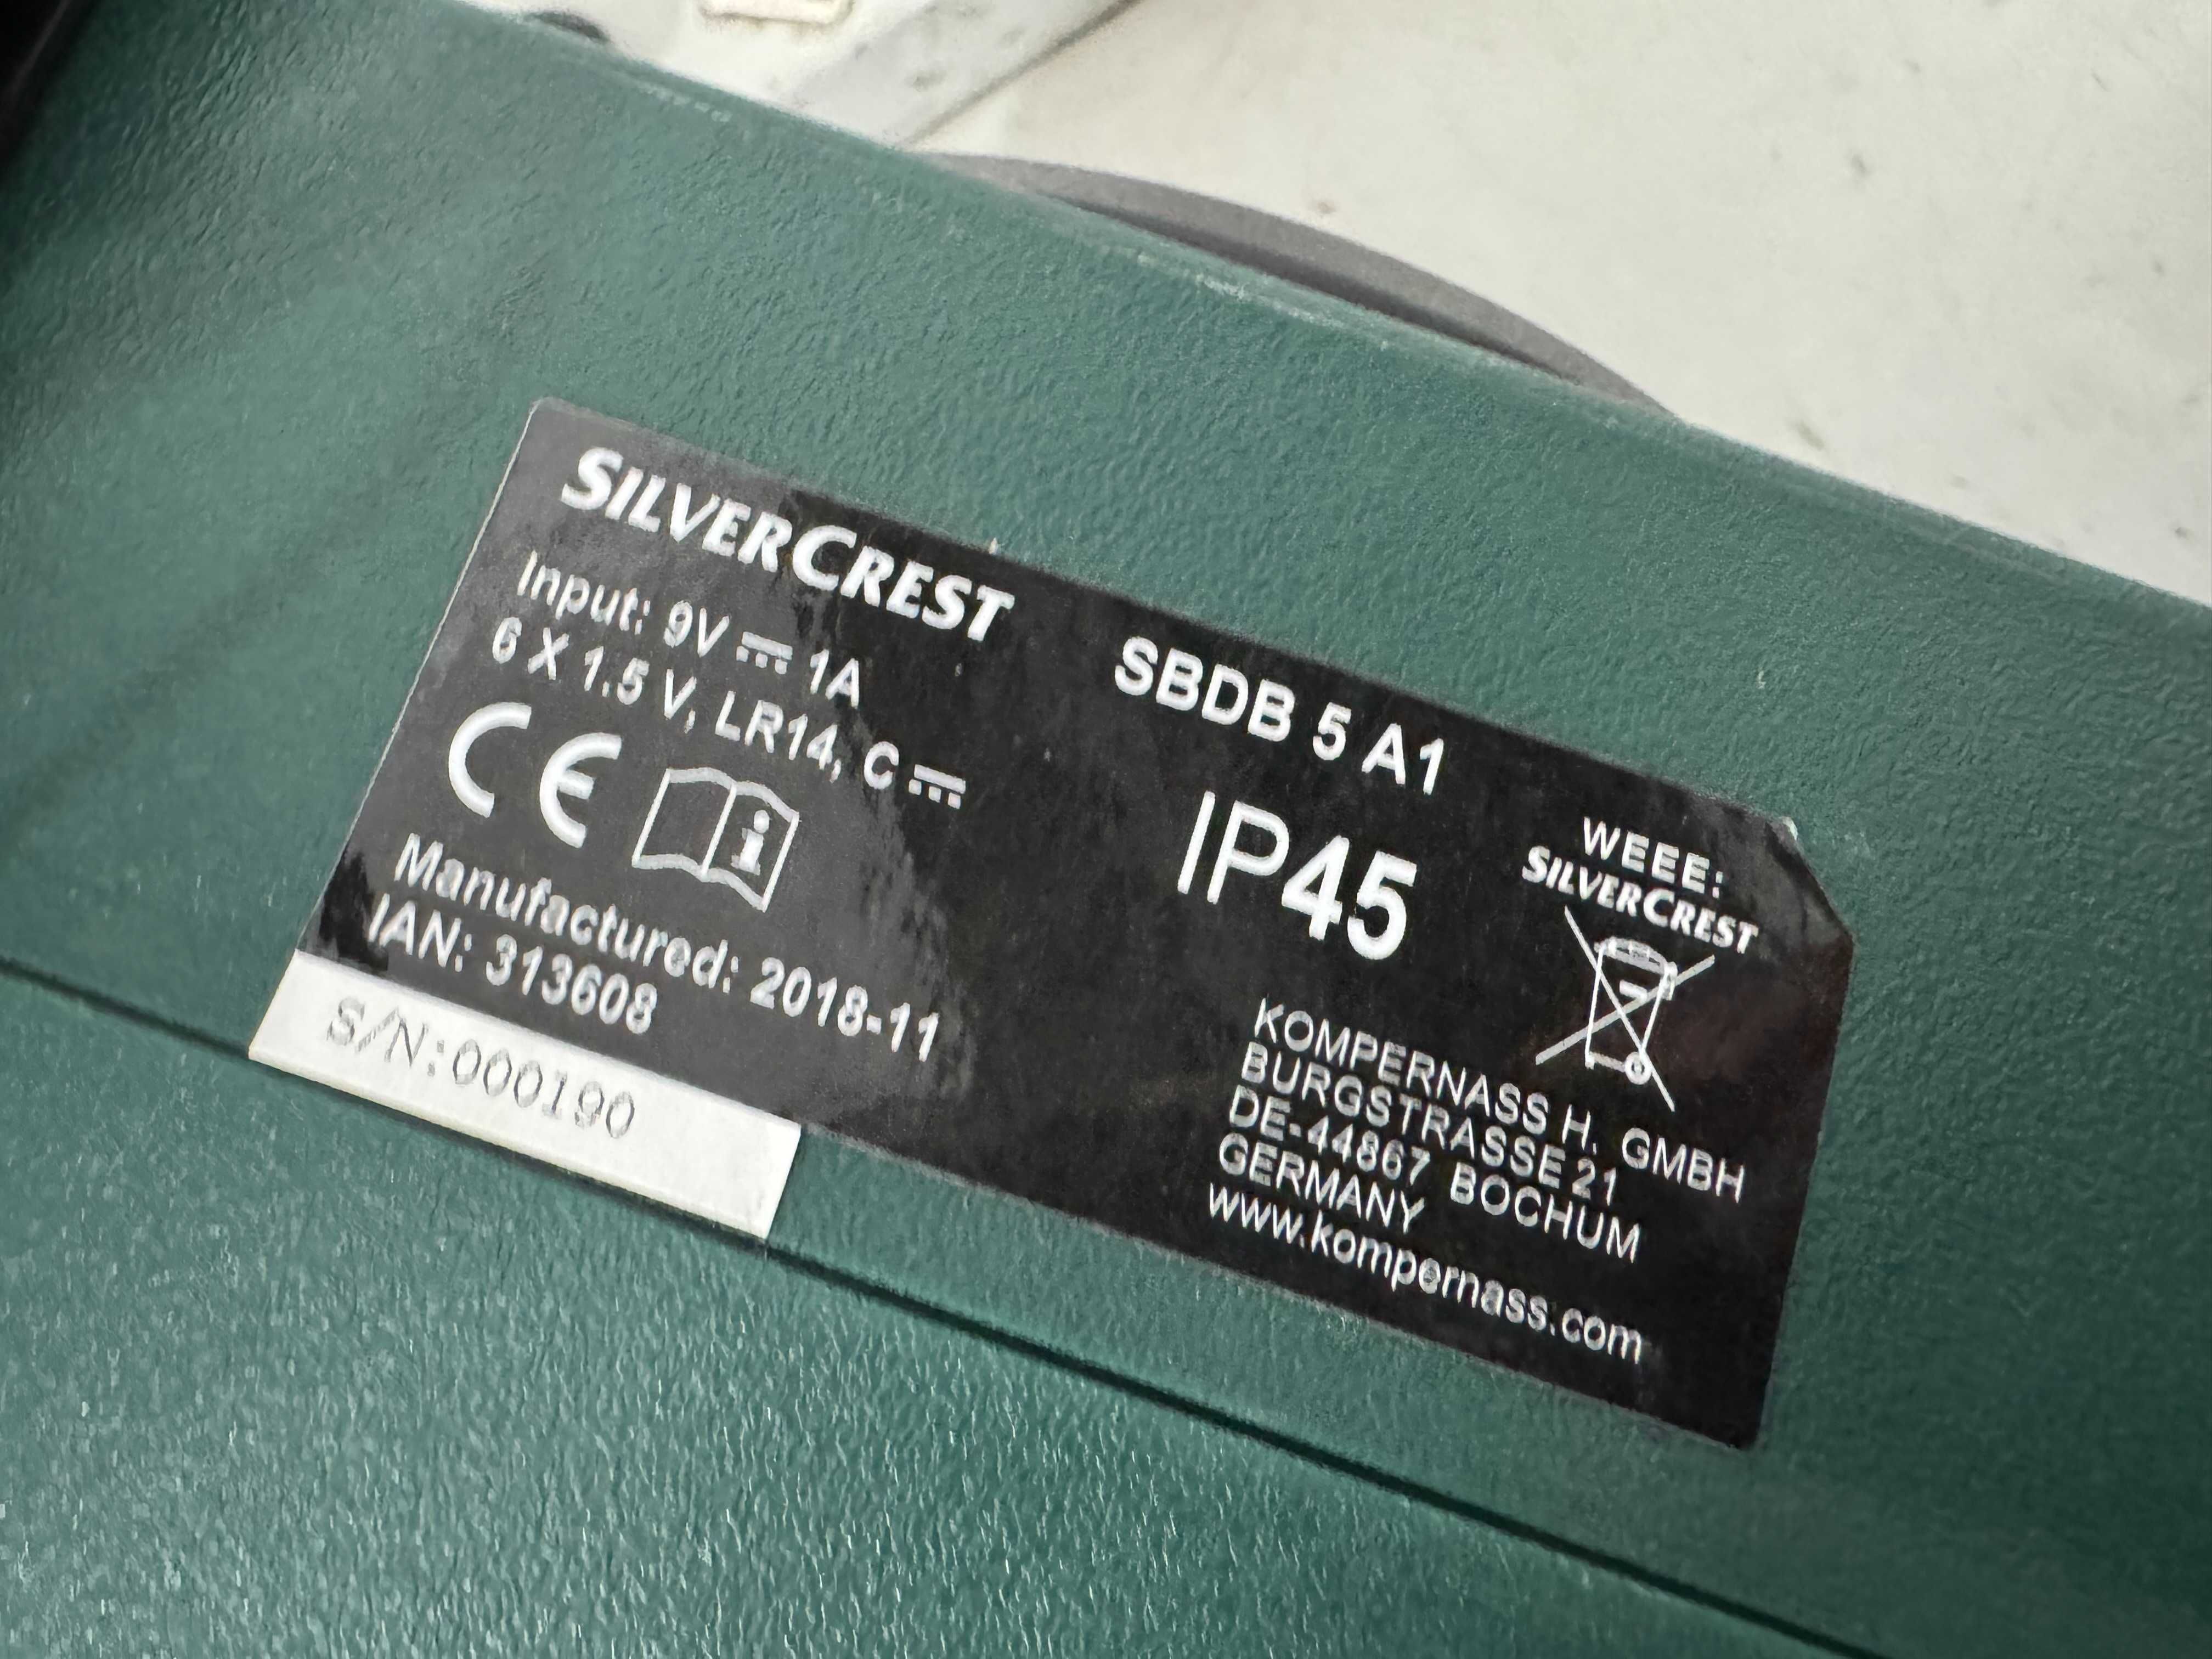 SILVERCREST
Input: 9V ⎓ 1A
6 X 1.5 V, LR14, C ⎓
CE
Manufactured: 2018-11
IAN: 313608
S/N:000190
SBDB 5 A1
IP45
WEEE:
SILVERCREST
KOMPERNASS H. GMBH
BURGSTRASSE 21
DE-44867 BOCHUM
GERMANY
www.kompernass.com